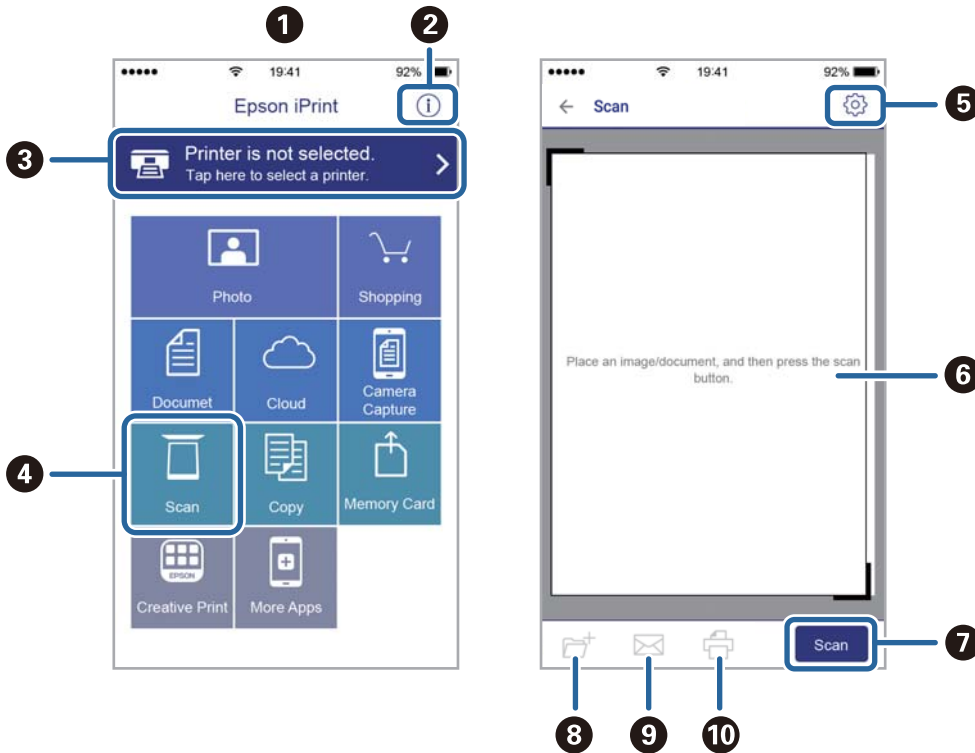 1
2
19:41
92%
Epson iPrint
i
3
Printer is not selected.
Tap here to select a printer.
Photo
Shopping
Documet
Cloud
Camera
Capture
4
Scan
Copy
Memory Card
EPSON
Creative Print
More Apps
19:41
92%
Scan
5
Place an image/document, and then press the scan
button.
6
Scan
7
8
9
10